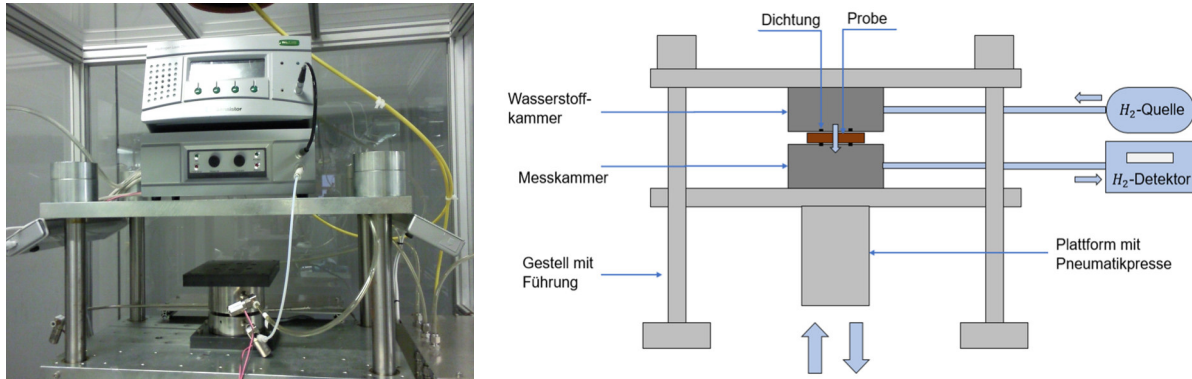 Dichtung
Probe
Wasserstoff-
kammer
H₂-Quelle
Messkammer
H₂-Detektor
Gestell mit
Führung
Plattform mit
Pneumatikpresse